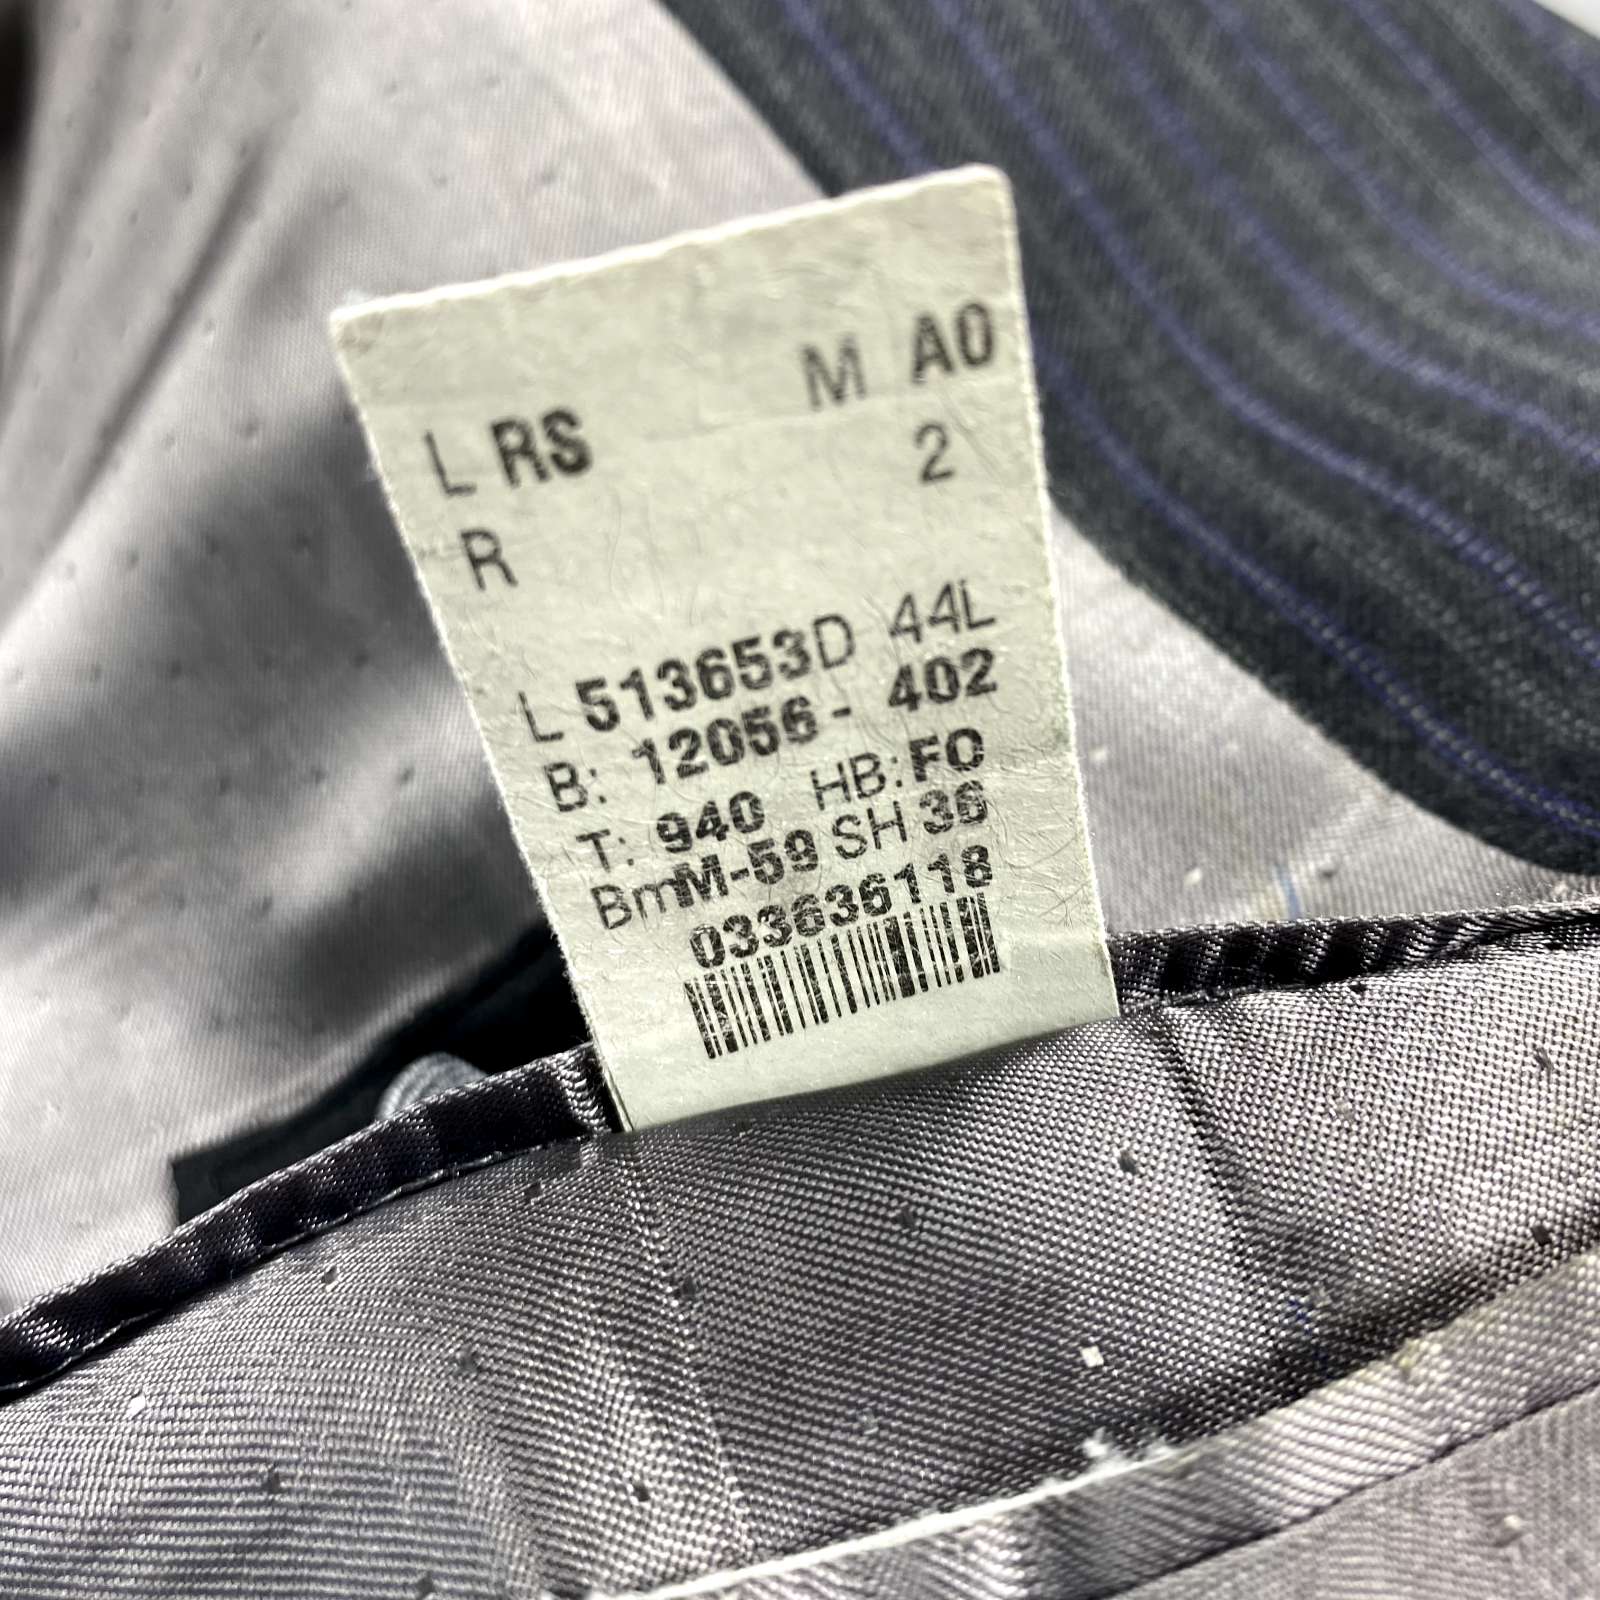 M A0
L RS 2
R
L 513653D 44L
B: 12056 - 402
T: 940 HB: FO
BmM-59 SH 36
033636118